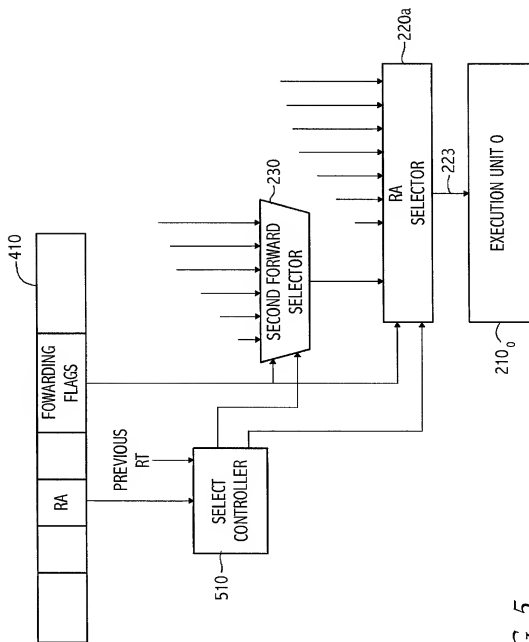 410
FOWARDING
FLAGS
RA
PREVIOUS
RT
SELECT
CONTROLLER
510
230
SECOND FORWARD
SELECTOR
220a
RA
SELECTOR
223
EXECUTION UNIT 0
210 0
5